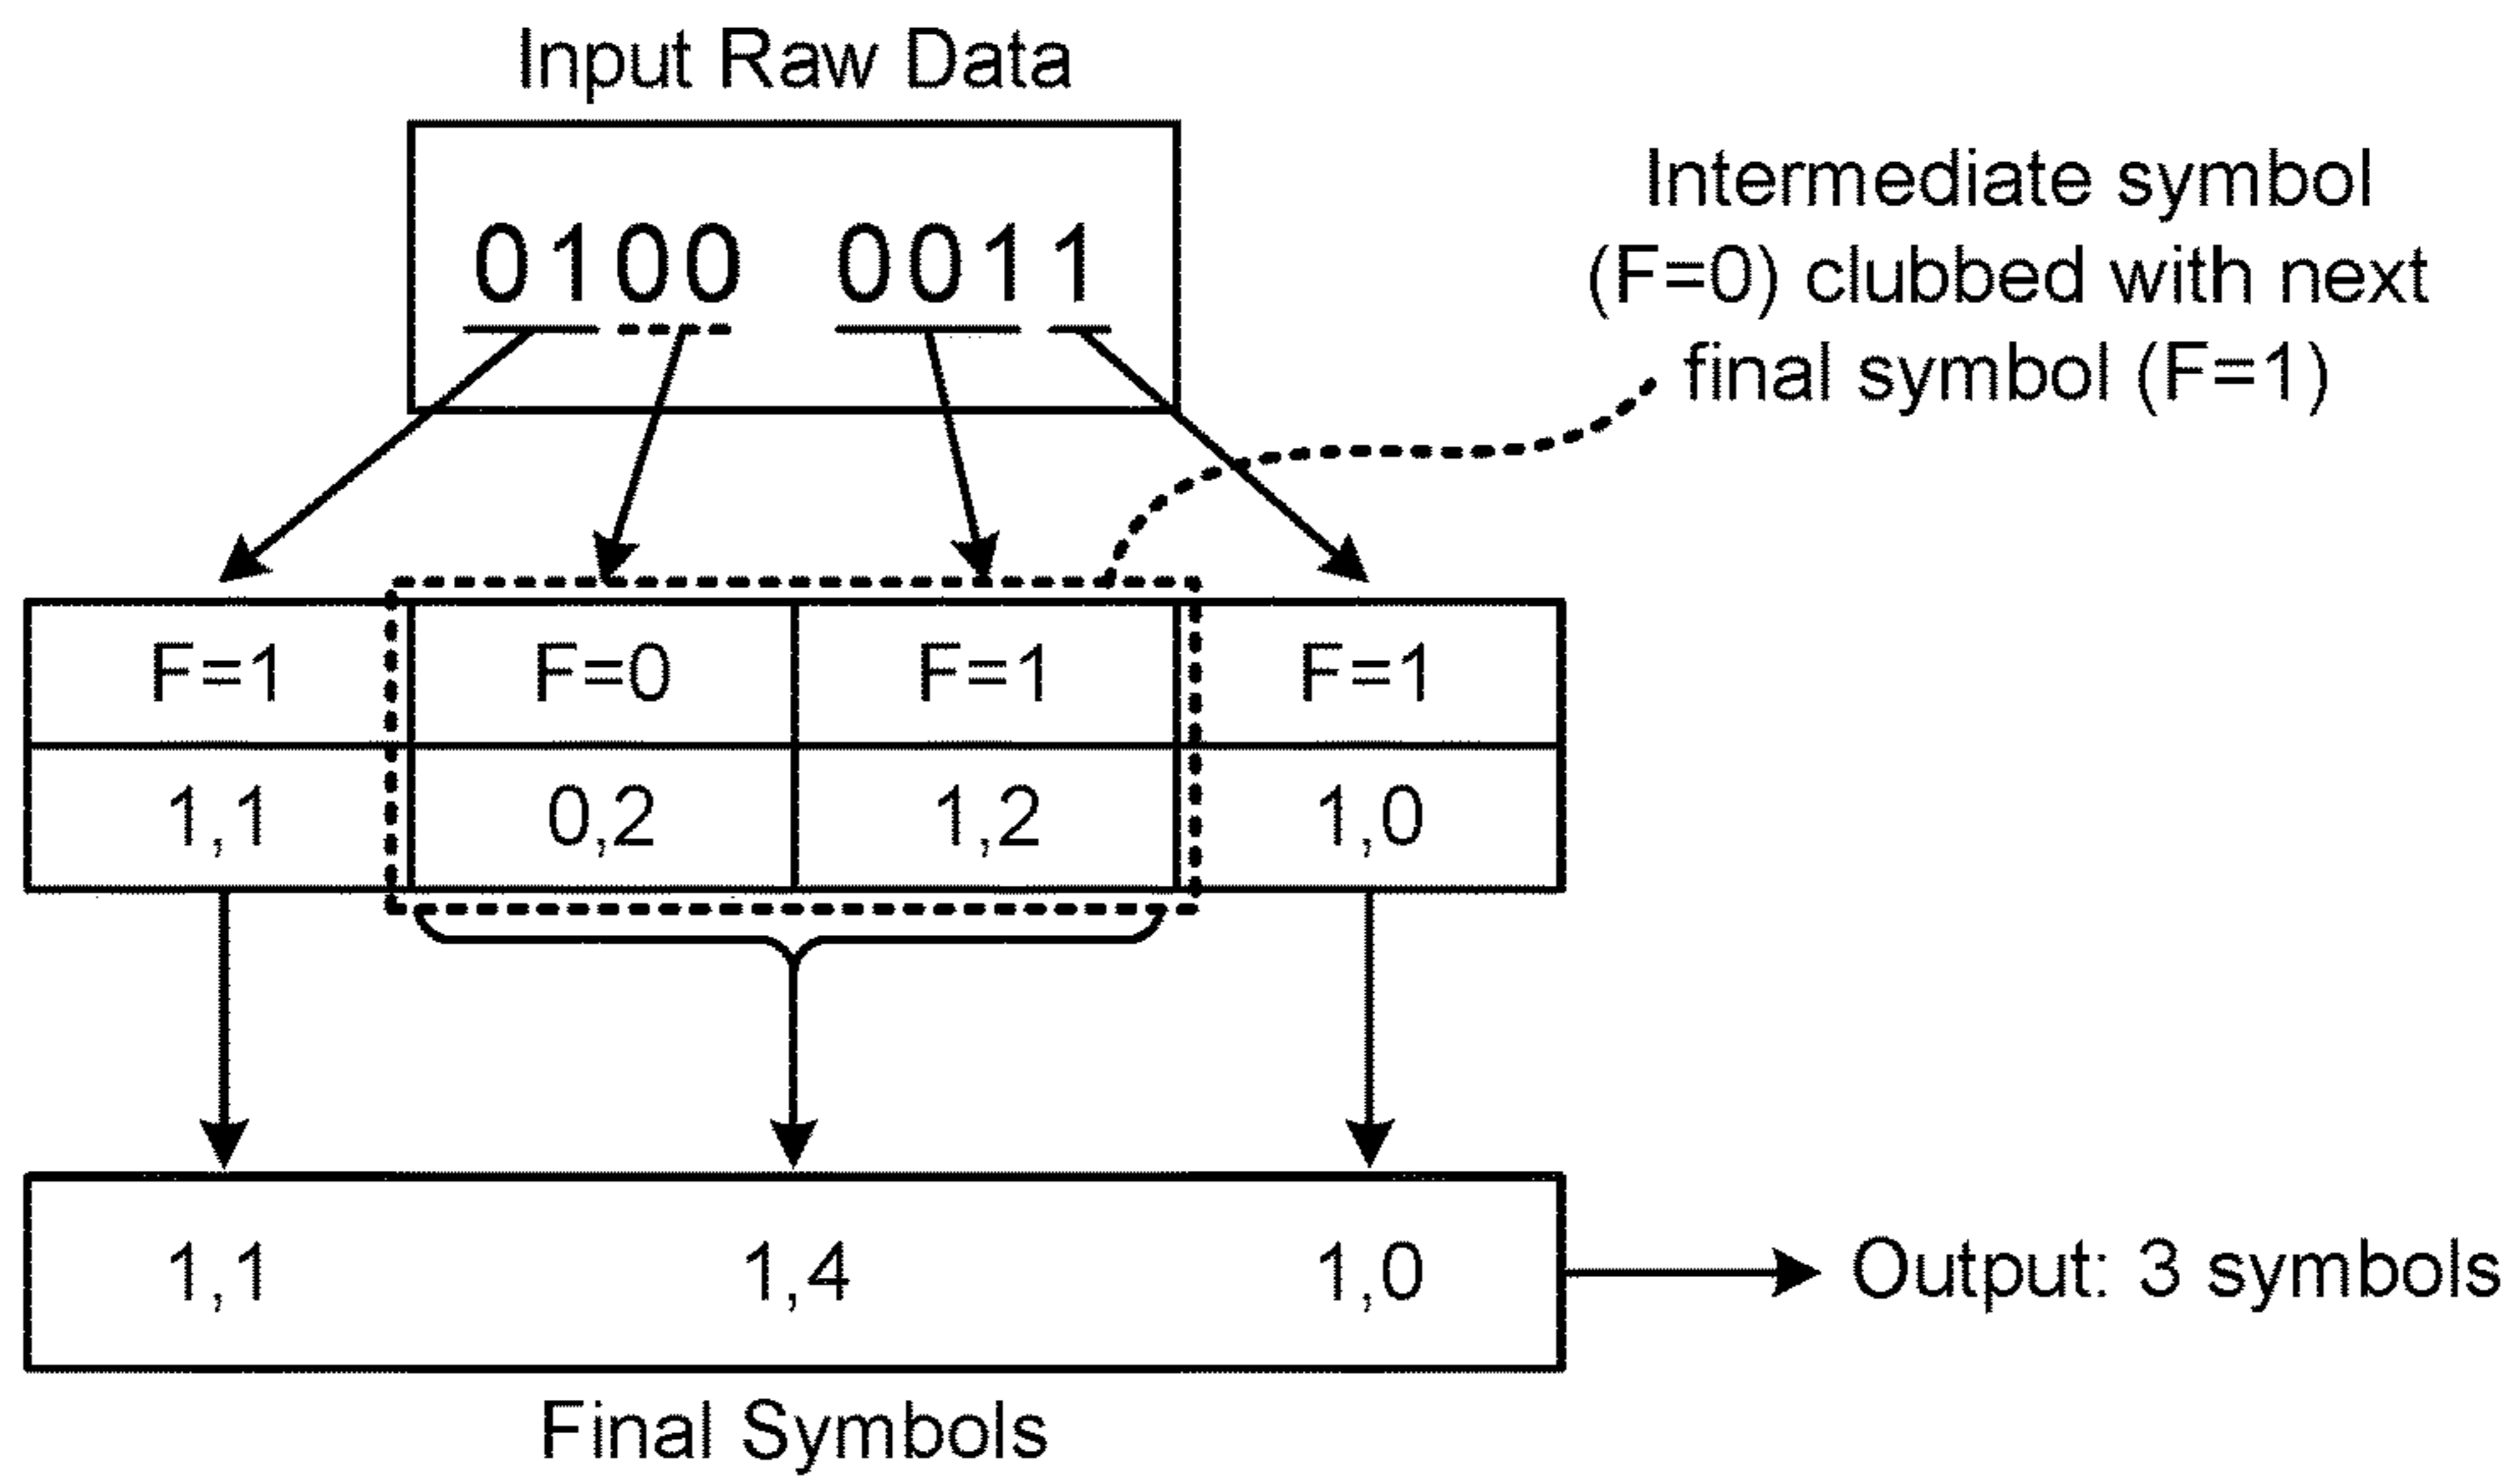 Input Raw Data
0100 0011
Intermediate symbol
(F=0) clubbed with next
final symbol (F=1)
F=1 F=0 F=1 F=1
1,1 0,2 1,2 1,0
1,1 1,4 1,0
Output: 3 symbols
Final Symbols